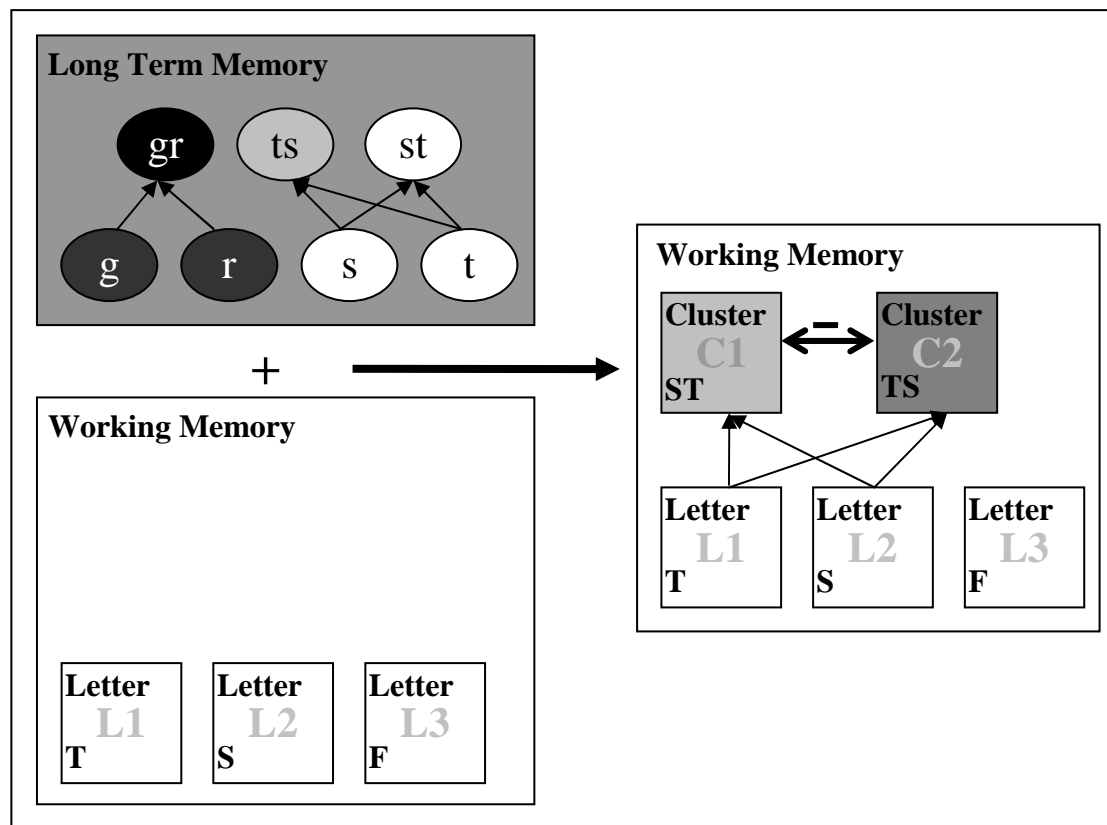 Long Term Memory
gr ts st
g r s t
+
Working Memory
Letter Letter Letter
L1 L2 L3
T S F
Working Memory
Cluster – Cluster
C1 C2
ST TS
Letter Letter Letter
L1 L2 L3
T S F